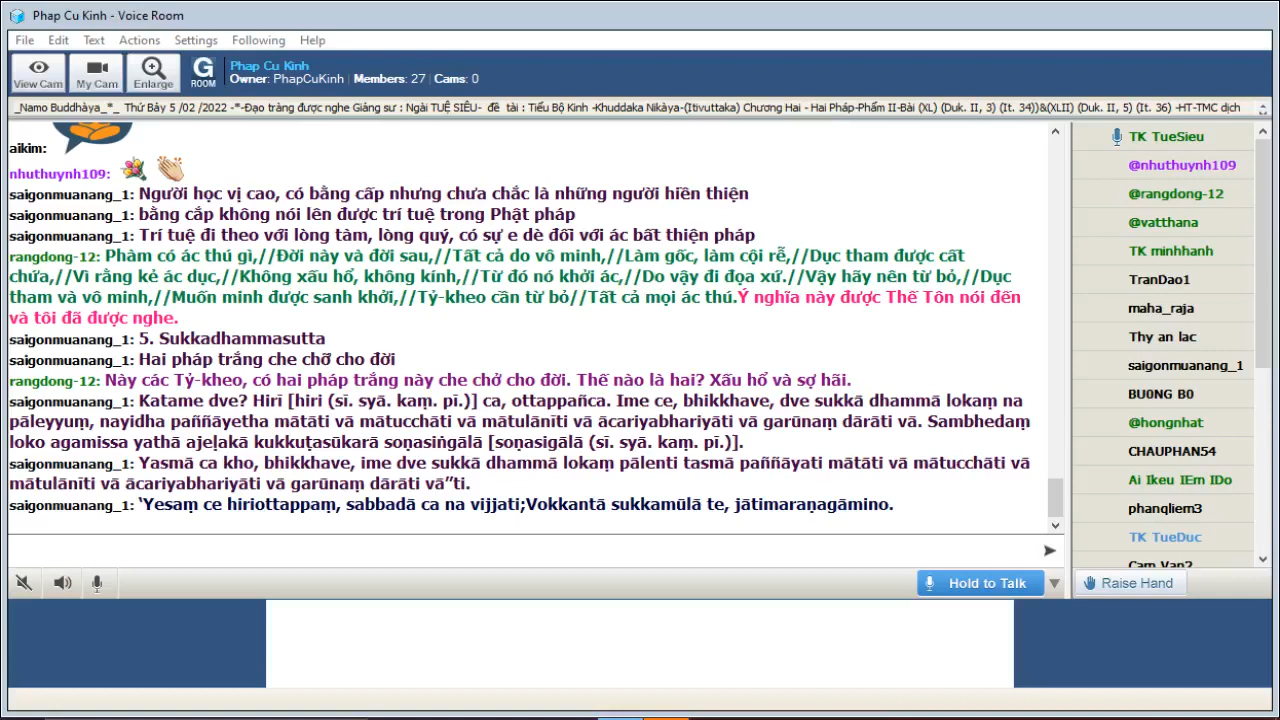 Phap Cu Kinh - Voice Room
File Edit Text Actions Settings Following Help
View Cam My Cam Enlarge G ROOM
Phap Cu Kinh
Owner: PhapCuKinh | Members: 27 | Cams: 0
_Namo Buddhàya_*_ Thứ Bảy 5 /02 /2022 -*-Đạo tràng được nghe Giảng sư : Ngài TUỆ SIÊU- đề tài : Tiểu Bộ Kinh -Khuddaka Nikàya-(Itivuttaka) Chương Hai - Hai Pháp-Phẩm II-Bài (XL) (Duk. II, 3) (It. 34))&(XLII) (Duk. II, 5) (It. 36) -HT-TMC dịch
aikim:
nhuthuynh109:
saigonmuanang_1: Người học vị cao, có bằng cấp nhưng chưa chắc là những người hiền thiện
saigonmuanang_1: bằng cắp không nói lên được trí tuệ trong Phật pháp
saigonmuanang_1: Trí tuệ đi theo với lòng tàm, lòng quý, có sự e dè đối với ác bất thiện pháp
rangdong-12: Phàm có ác thú gì,//Đời này và đời sau,//Tất cả do vô minh,//Làm gốc, làm cội rễ,//Dục tham được cất
chứa,//Vì rằng kẻ ác dục,//Không xấu hổ, không kính,//Từ đó nó khởi ác,//Do vậy đi đọa xứ.//Vậy hãy nên từ bỏ,//Dục
tham và vô minh,//Muốn minh được sanh khởi,//Tỷ-kheo cần từ bỏ//Tất cả mọi ác thú.Ý nghĩa này được Thế Tôn nói đến
và tôi đã được nghe.
saigonmuanang_1: 5. Sukkadhammasutta
saigonmuanang_1: Hai pháp trắng che chỡ cho đời
rangdong-12: Này các Tỷ-kheo, có hai pháp trắng này che chở cho đời. Thế nào là hai? Xấu hổ và sợ hãi.
saigonmuanang_1: Katame dve? Hirī [hiri (sī. syā. kaṃ. pī.)] ca, ottappañca. Ime ce, bhikkhave, dve sukkā dhammā lokaṃ na
pāleyyuṃ, nayidha paññāyetha mātāti vā mātucchāti vā mātulānīti vā ācariyabhariyāti vā garūnaṃ dārāti vā. Sambhedaṃ
loko agamissa yathā ajeḷakā kukkuṭasūkarā soṇasiṅgālā [soṇasigālā (sī. syā. kaṃ. pī.)].
saigonmuanang_1: Yasmā ca kho, bhikkhave, ime dve sukkā dhammā lokaṃ pālenti tasmā paññāyati mātāti vā mātucchāti vā
mātulānīti vā ācariyabhariyāti vā garūnaṃ dārāti vā”ti.
saigonmuanang_1: ‘Yesaṃ ce hiriottappaṃ, sabbadā ca na vijjati;Vokkantā sukkamūlā te, jātimaraṇagāmino.
TK TueSieu
@nhuthuynh109
@rangdong-12
@vatthana
TK minhhanh
TranDao1
maha_raja
Thy an lac
saigonmuanang_1
BU0NG B0
@hongnhat
CHAUPHAN54
Ai Ikeu IEm IDo
phanqliem3
TK TueDuc
Cam Van2
Hold to Talk
Raise Hand